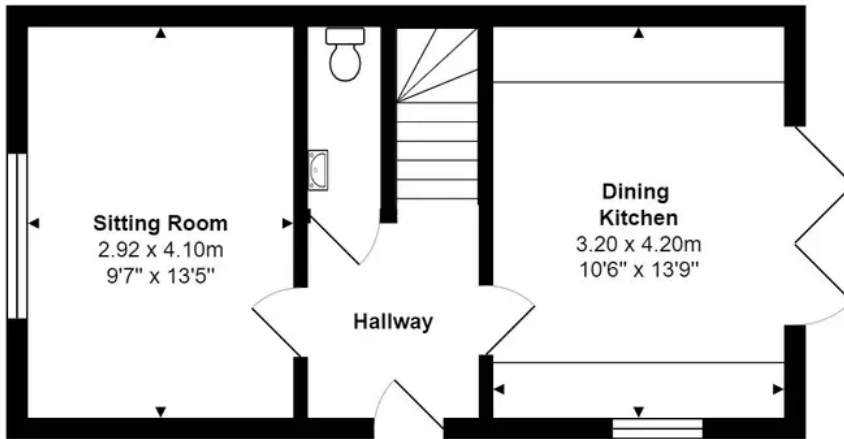 Sitting Room
2.92 x 4.10m
9'7" x 13'5"
Hallway
Dining
Kitchen
3.20 x 4.20m
10'6" x 13'9"